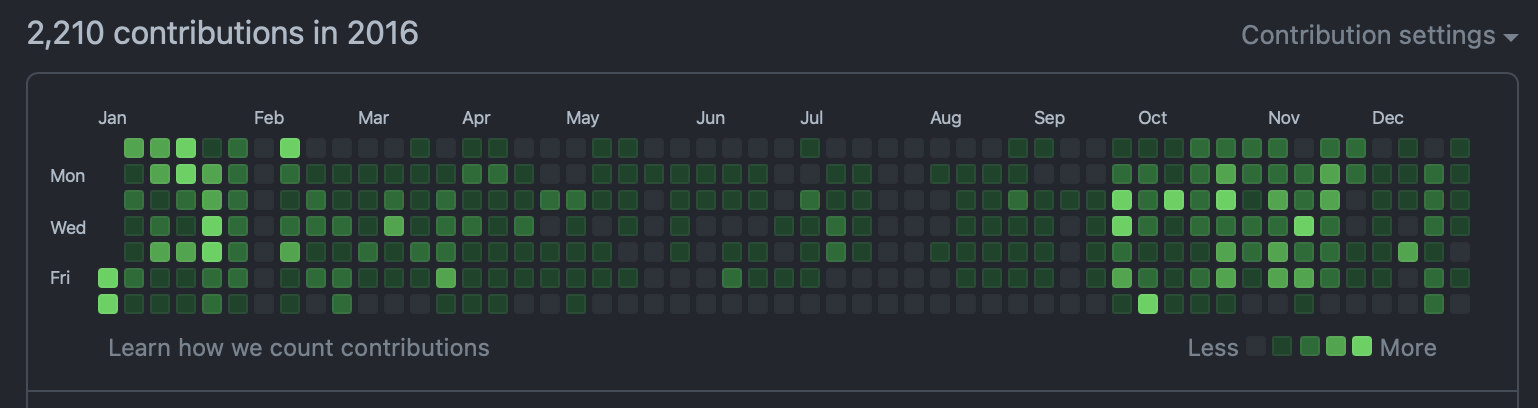 2,210 contributions in 2016
Contribution settings
Jan Feb Mar Apr May Jun Jul Aug Sep Oct Nov Dec
Mon
Wed
Fri
Learn how we count contributions
Less More